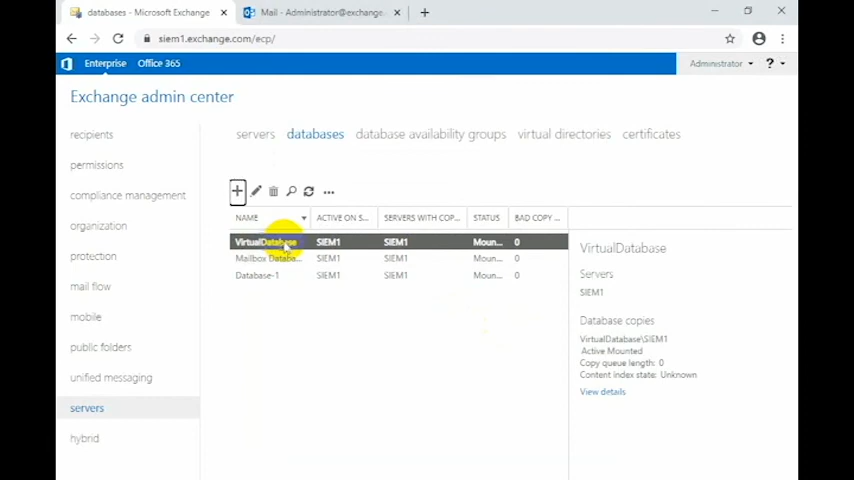 databases - Microsoft Exchange
Mail - Administrator@exchange.
siem1.exchange.com/ecp/
Enterprise Office 365
Administrator ?
Exchange admin center
recipients
permissions
compliance management
organization
protection
mail flow
mobile
public folders
unified messaging
servers
hybrid
servers databases database availability groups virtual directories certificates
NAME ACTIVE ON S... SERVERS WITH COP... STATUS BAD COPY ...
VirtualDatabase SIEM1 SIEM1 Moun... 0
Mailbox Databa... SIEM1 SIEM1 Moun... 0
Database-1 SIEM1 SIEM1 Moun... 0
VirtualDatabase
Servers
SIEM1
Database copies
VirtualDatabase\SIEM1
Active Mounted
Copy queue length: 0
Content index state: Unknown
View details